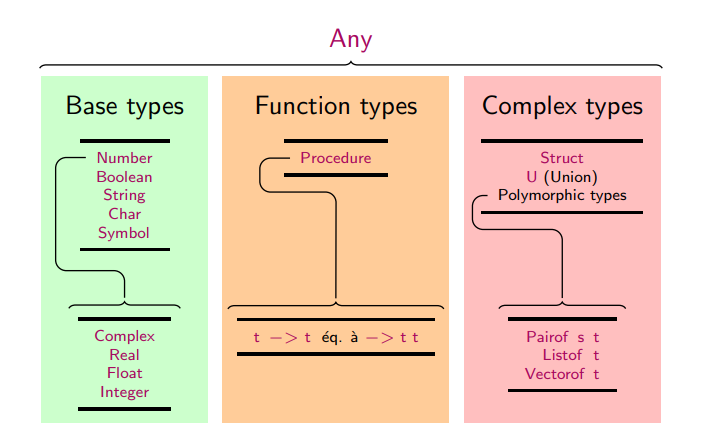 Any
Base types
Number
Boolean
String
Char
Symbol
Complex
Real
Float
Integer
Function types
Procedure
t −> t éq. à −> t t
Complex types
Struct
U (Union)
Polymorphic types
Pairof s t
Listof t
Vectorof t